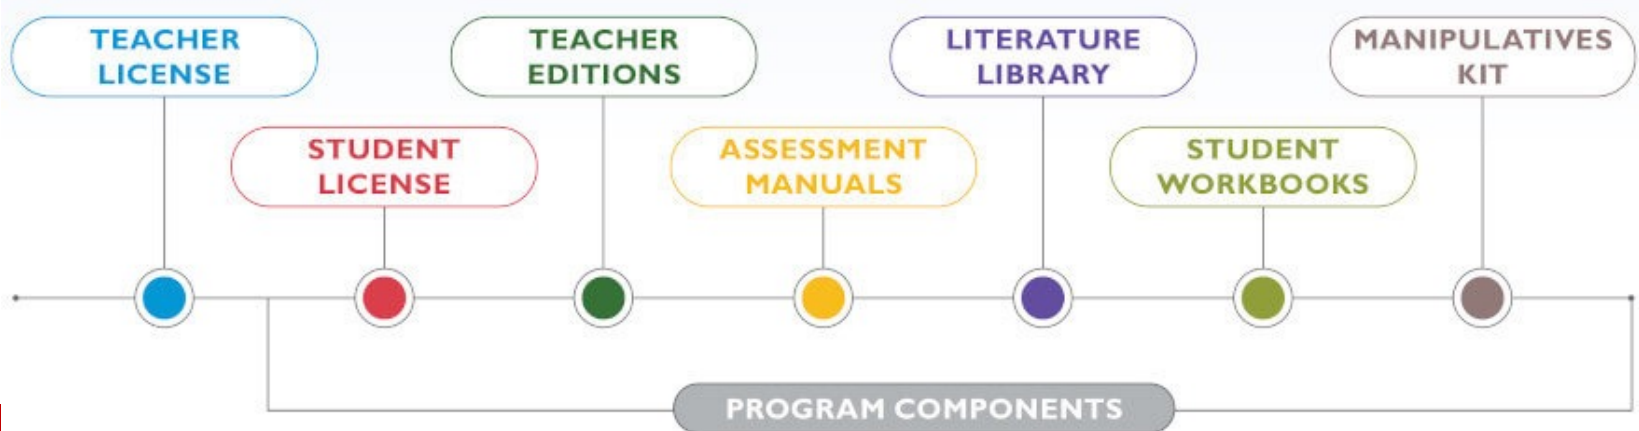 TEACHER
LICENSE
STUDENT
LICENSE
TEACHER
EDITIONS
ASSESSMENT
MANUALS
LITERATURE
LIBRARY
STUDENT
WORKBOOKS
MANIPULATIVES
KIT
PROGRAM COMPONENTS